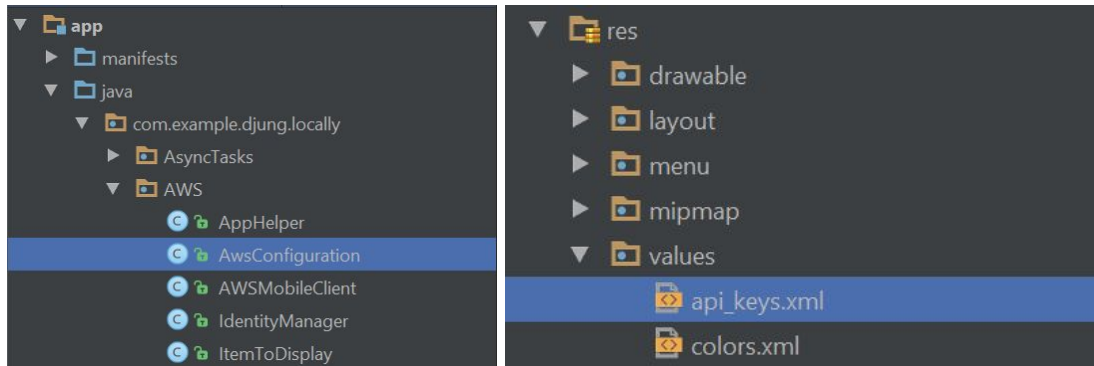 app
manifests
java
com.example.djung.locally
AsyncTasks
AWS
AppHelper
AwsConfiguration
AWSMobileClient
IdentityManager
ItemToDisplay
res
drawable
layout
menu
mipmap
values
api_keys.xml
colors.xml